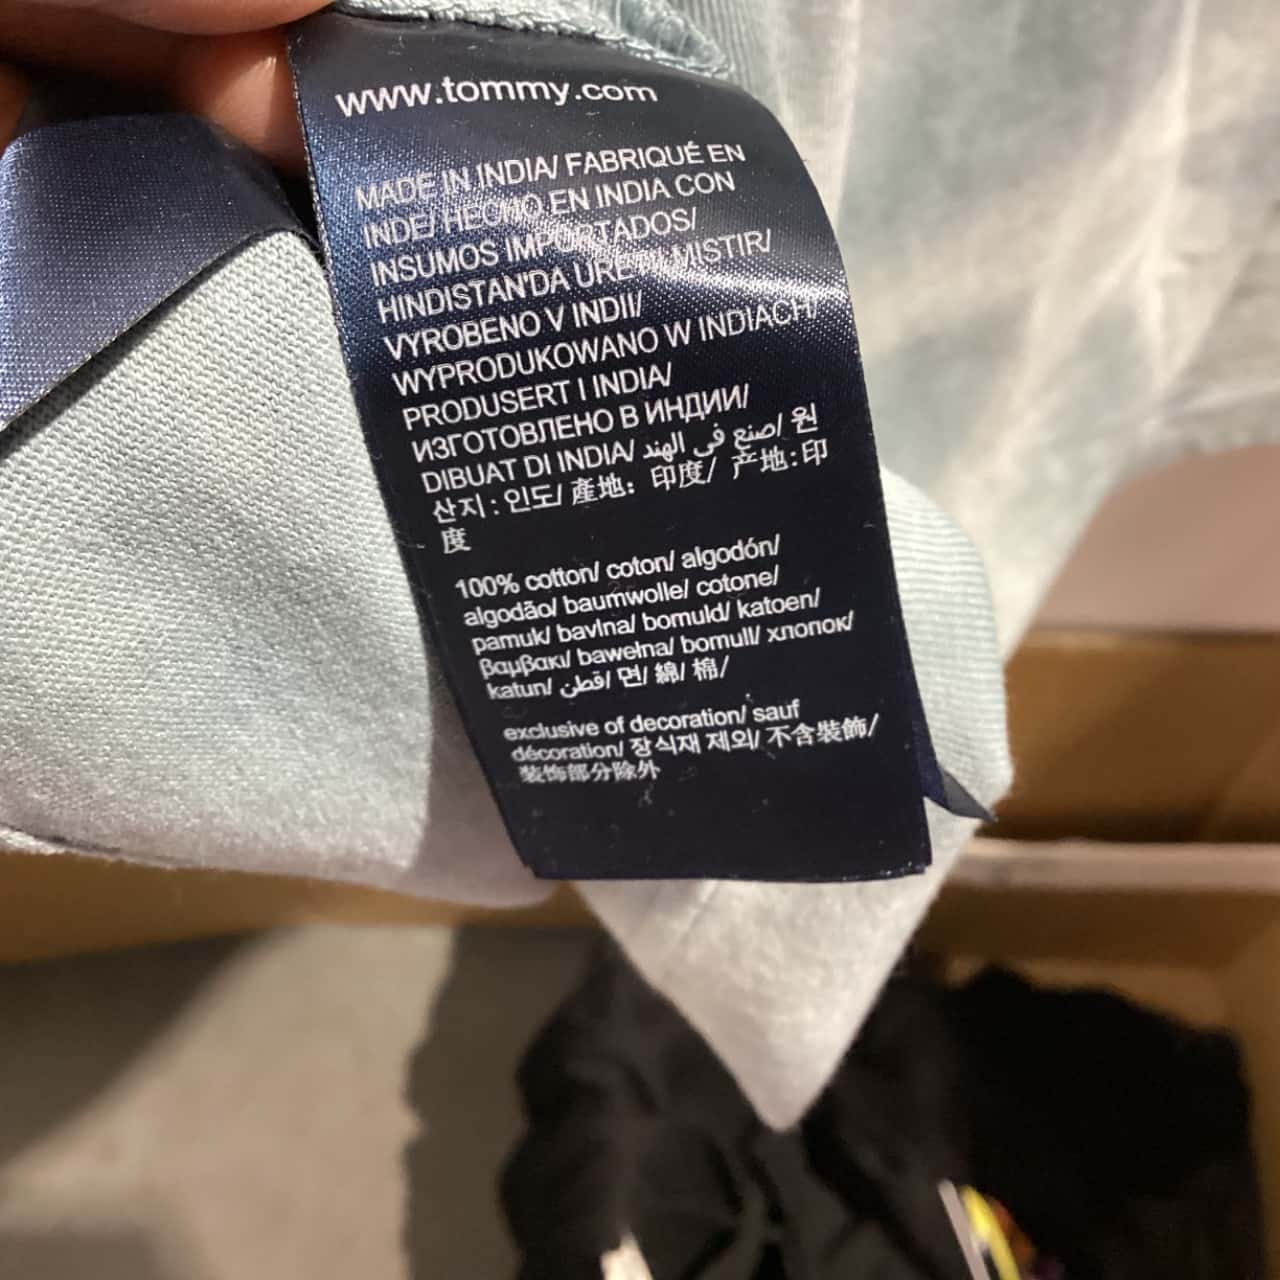 www.tommy.com
MADE IN INDIA/ FABRIQUÉ EN
INDE/ HECHO EN INDIA CON
INSUMOS IMPORTADOS/
HINDISTAN'DA URETILMISTIR/
VYROBENO V INDII/
WYPRODUKOWANO W INDIACH/
PRODUSERT I INDIA/
ИЗГОТОВЛЕНО В ИНДИИ/
DIBUAT DI INDIA/ صنع في الهند/ 원
산지 : 인도/ 產地: 印度/ 产地: 印
度
100% cotton/ coton/ algodón/
algodão/ baumwolle/ cotone/
pamuk/ bavlna/ bomuld/ katoen/
βαμβακι/ bawełna/ bomull/ хлопок/
katun/ قطن/ 면/ 綿/ 棉/
exclusive of decoration/ sauf
décoration/ 장식재 제외/ 不含裝飾/
装饰部分除外